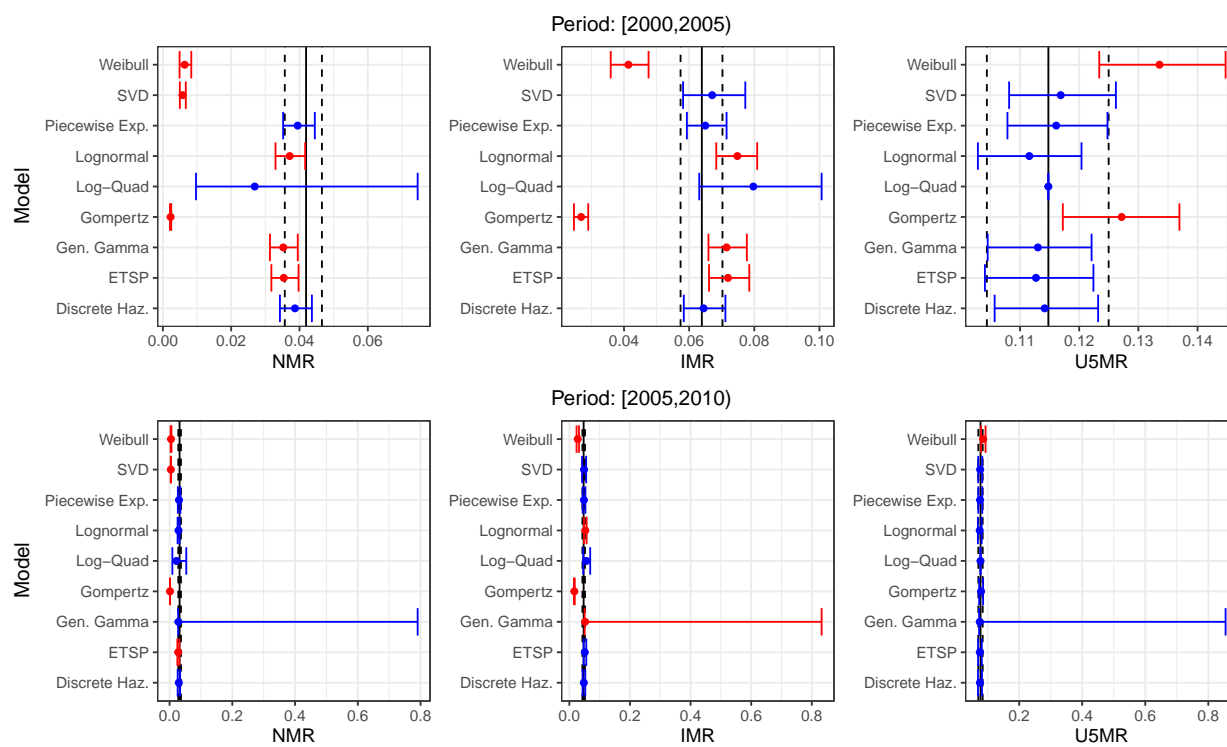 Period: [2000,2005)
Model
Weibull
SVD
Piecewise Exp.
Lognormal
Log−Quad
Gompertz
Gen. Gamma
ETSP
Discrete Haz.
0.00 0.02 0.04 0.06
NMR
Weibull
SVD
Piecewise Exp.
Lognormal
Log−Quad
Gompertz
Gen. Gamma
ETSP
Discrete Haz.
0.04 0.06 0.08 0.10
IMR
Weibull
SVD
Piecewise Exp.
Lognormal
Log−Quad
Gompertz
Gen. Gamma
ETSP
Discrete Haz.
0.11 0.12 0.13 0.14
U5MR
Period: [2005,2010)
Model
Weibull
SVD
Piecewise Exp.
Lognormal
Log−Quad
Gompertz
Gen. Gamma
ETSP
Discrete Haz.
0.0 0.2 0.4 0.6 0.8
NMR
Weibull
SVD
Piecewise Exp.
Lognormal
Log−Quad
Gompertz
Gen. Gamma
ETSP
Discrete Haz.
0.0 0.2 0.4 0.6 0.8
IMR
Weibull
SVD
Piecewise Exp.
Lognormal
Log−Quad
Gompertz
Gen. Gamma
ETSP
Discrete Haz.
0.2 0.4 0.6 0.8
U5MR